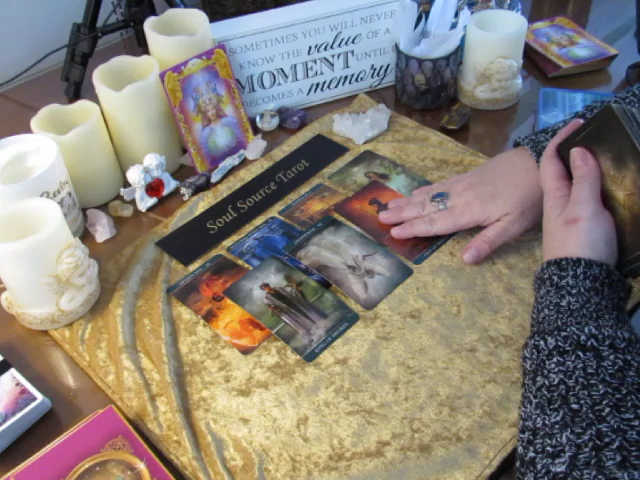 SOMETIMES YOU WILL NEVER
KNOW THE value OF A
MOMENT UNTIL IT
BECOMES A memory
Soul Source Tarot